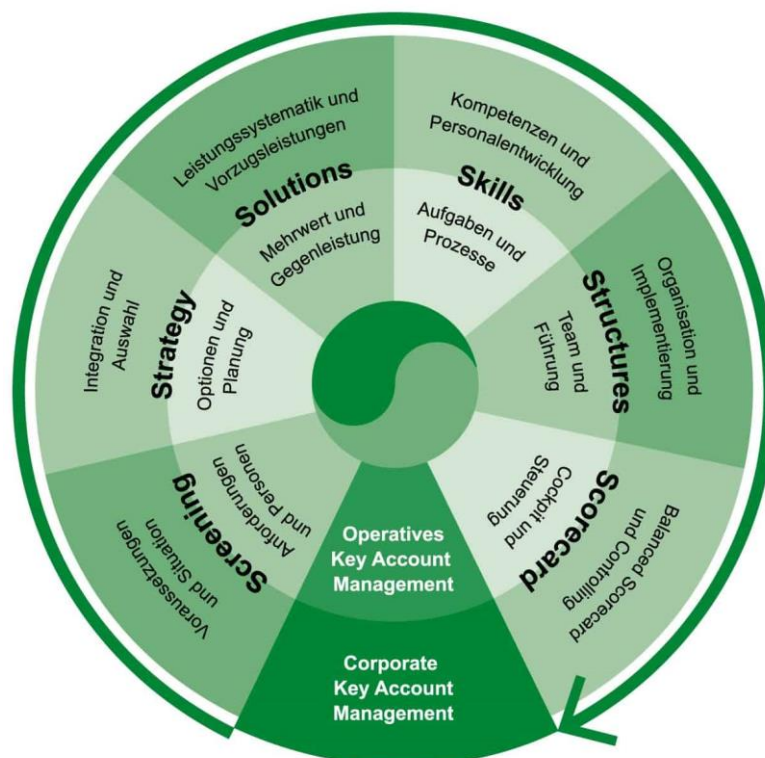 Voraussetzungen
und Situation
Screening
Anforderungen
und Personen
Integration und
Auswahl
Strategy
Optionen und
Planung
Leistungssystematik und
Vorzugsleistungen
Solutions
Mehrwert und
Gegenleistung
Kompetenzen und
Personalentwicklung
Skills
Aufgaben und
Prozesse
Organisation und
Implementierung
Structures
Team und
Führung
Balanced Scorecard
und Controlling
Scorecard
Cockpit und
Steuerung
Operatives
Key Account
Management
Corporate
Key Account
Management